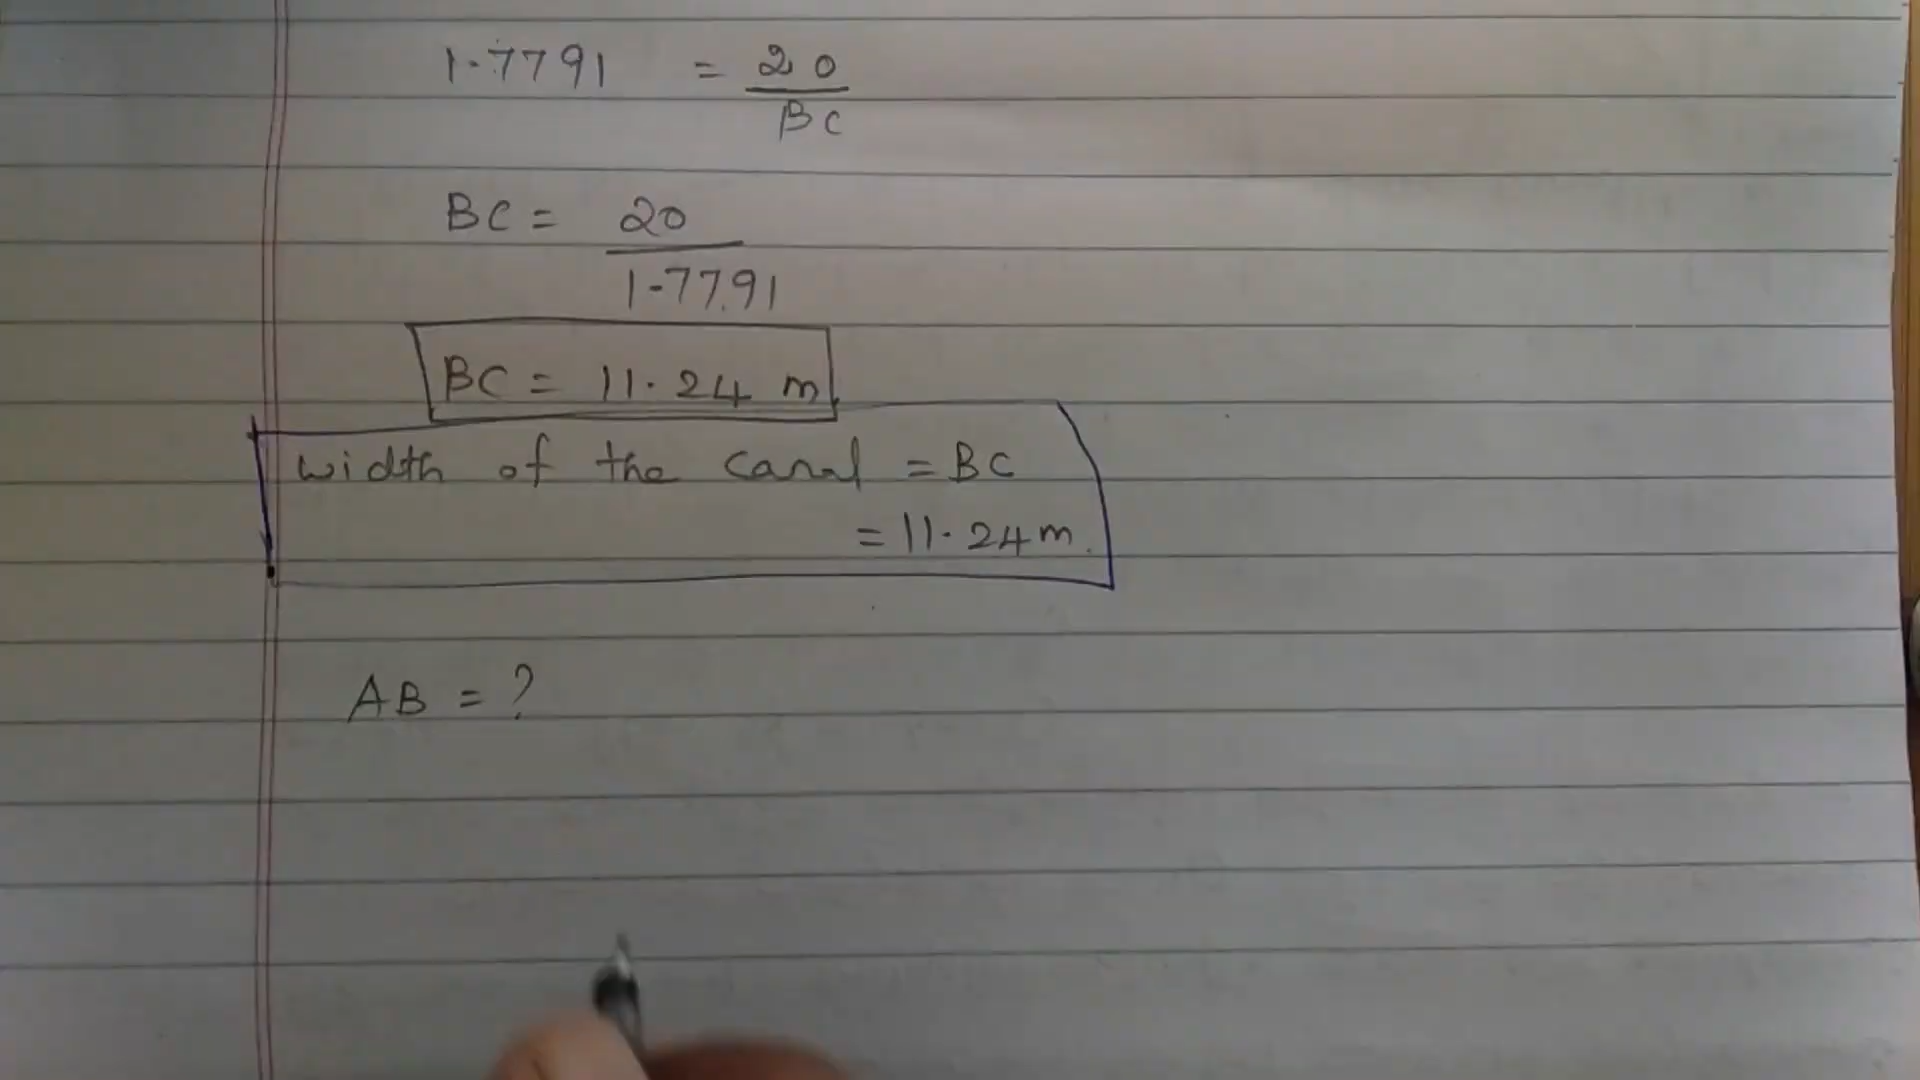 1.7791 = 20
BC
BC = 20
1.7791
BC = 11.24 m
width of the canal = BC
= 11.24 m.
AB = ?